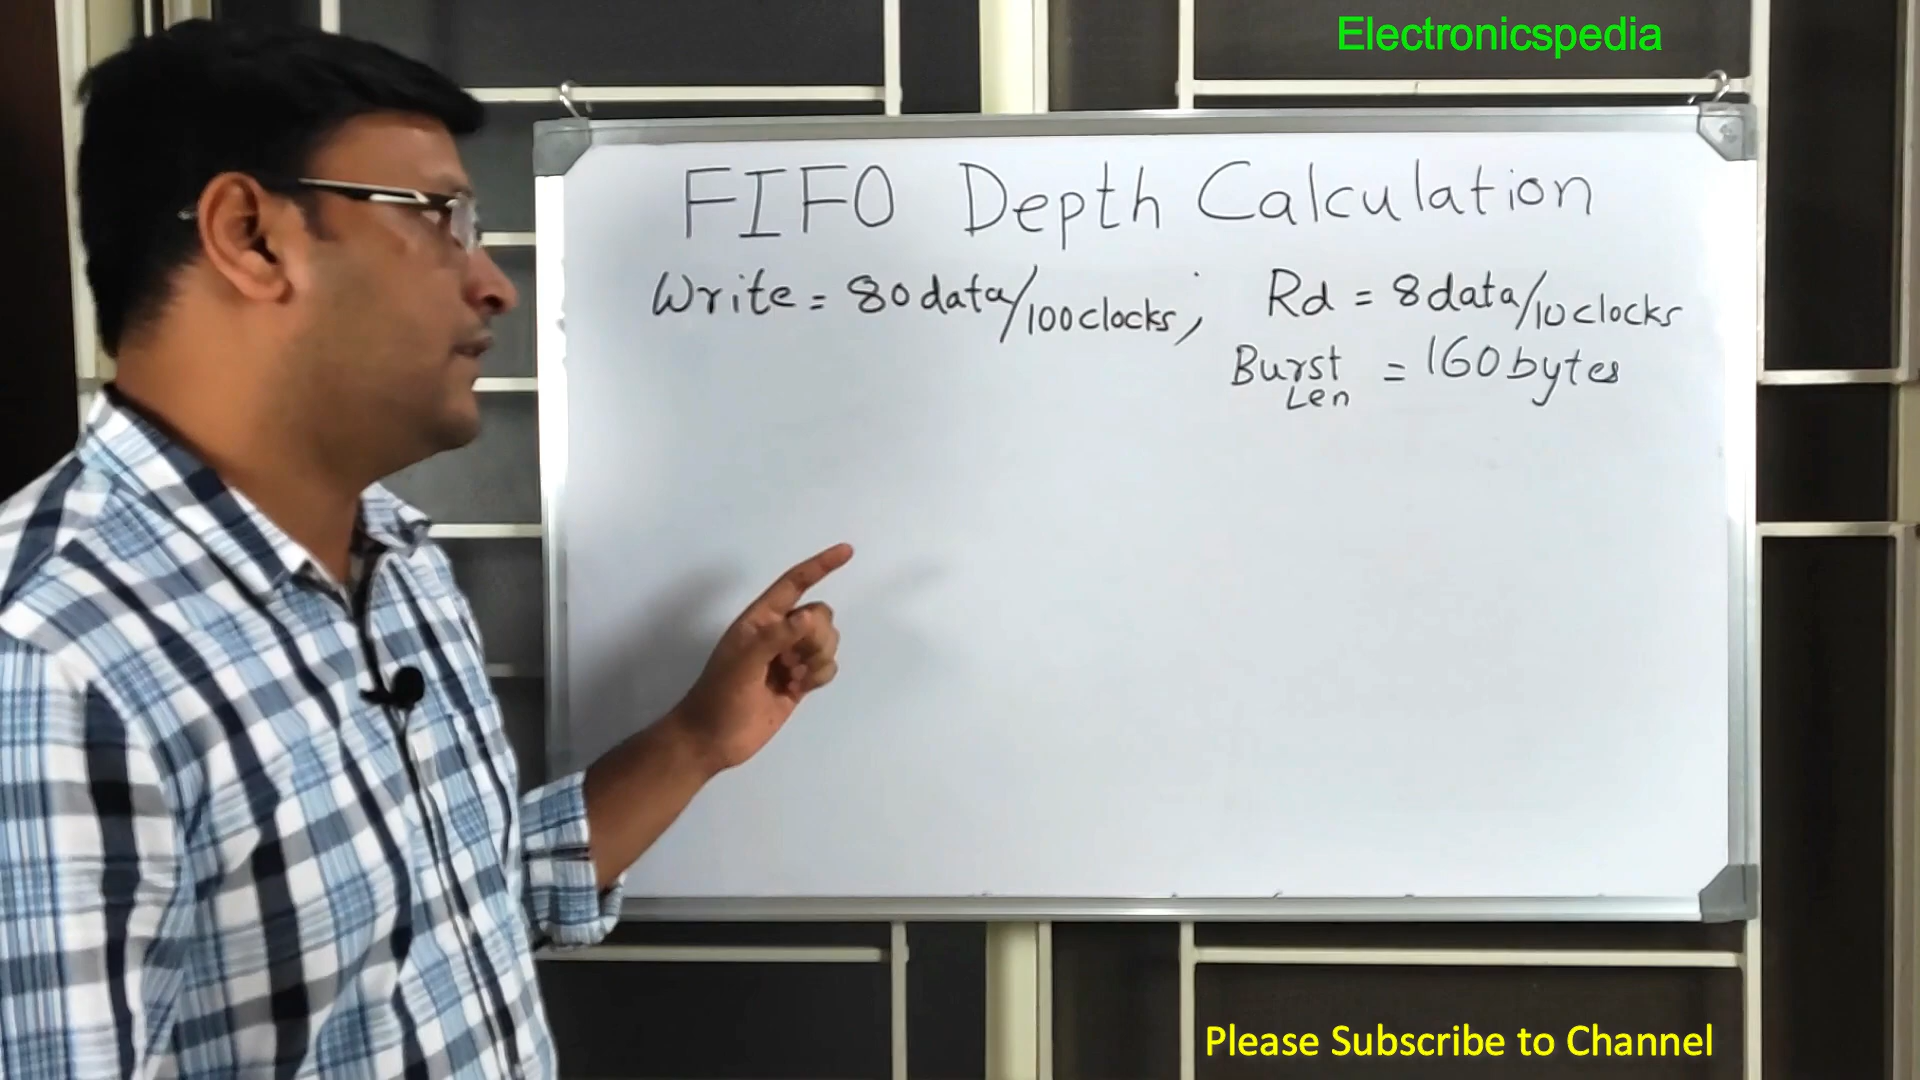 Electronicspedia
FIFO Depth Calculation
Write = 80 data/100 clocks; Rd = 8 data/10 clocks
Burst Len = 160 bytes
Please Subscribe to Channel